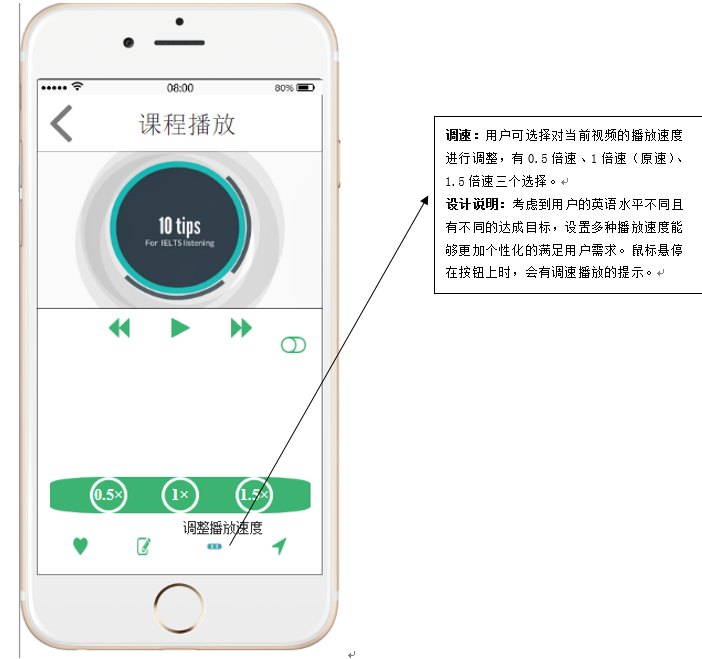 08:00
80%
课程播放
10 tips
For IELTS listening
0.5×
1×
1.5×
调整播放速度
调速：用户可选择对当前视频的播放速度
进行调整，有 0.5 倍速、1 倍速（原速）、
1.5 倍速三个选择。
设计说明：考虑到用户的英语水平不同且
有不同的达成目标，设置多种播放速度能
够更加个性化的满足用户需求。鼠标悬停
在按钮上时，会有调速播放的提示。